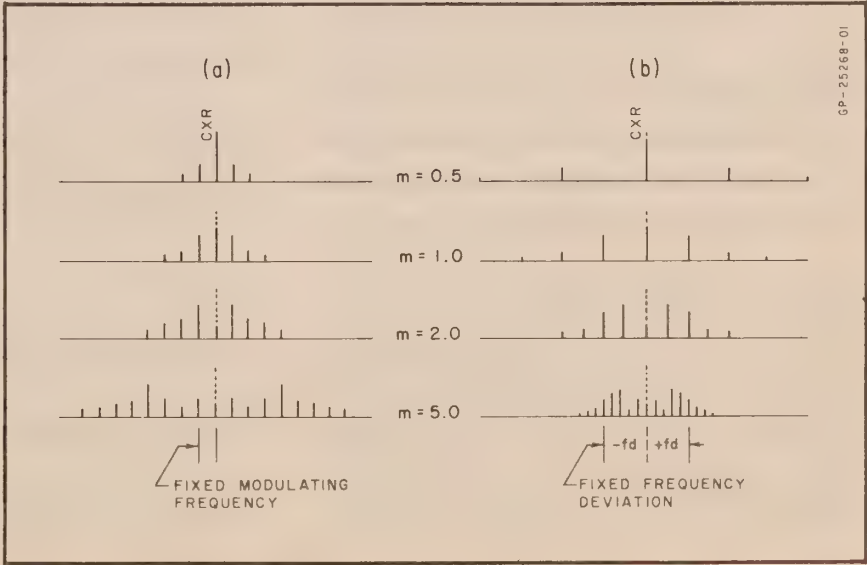 GP-25268-01
(a)
(b)
CXR
CXR
m = 0.5
m = 1.0
m = 2.0
m = 5.0
-fd +fd
FIXED MODULATING
FREQUENCY
FIXED FREQUENCY
DEVIATION